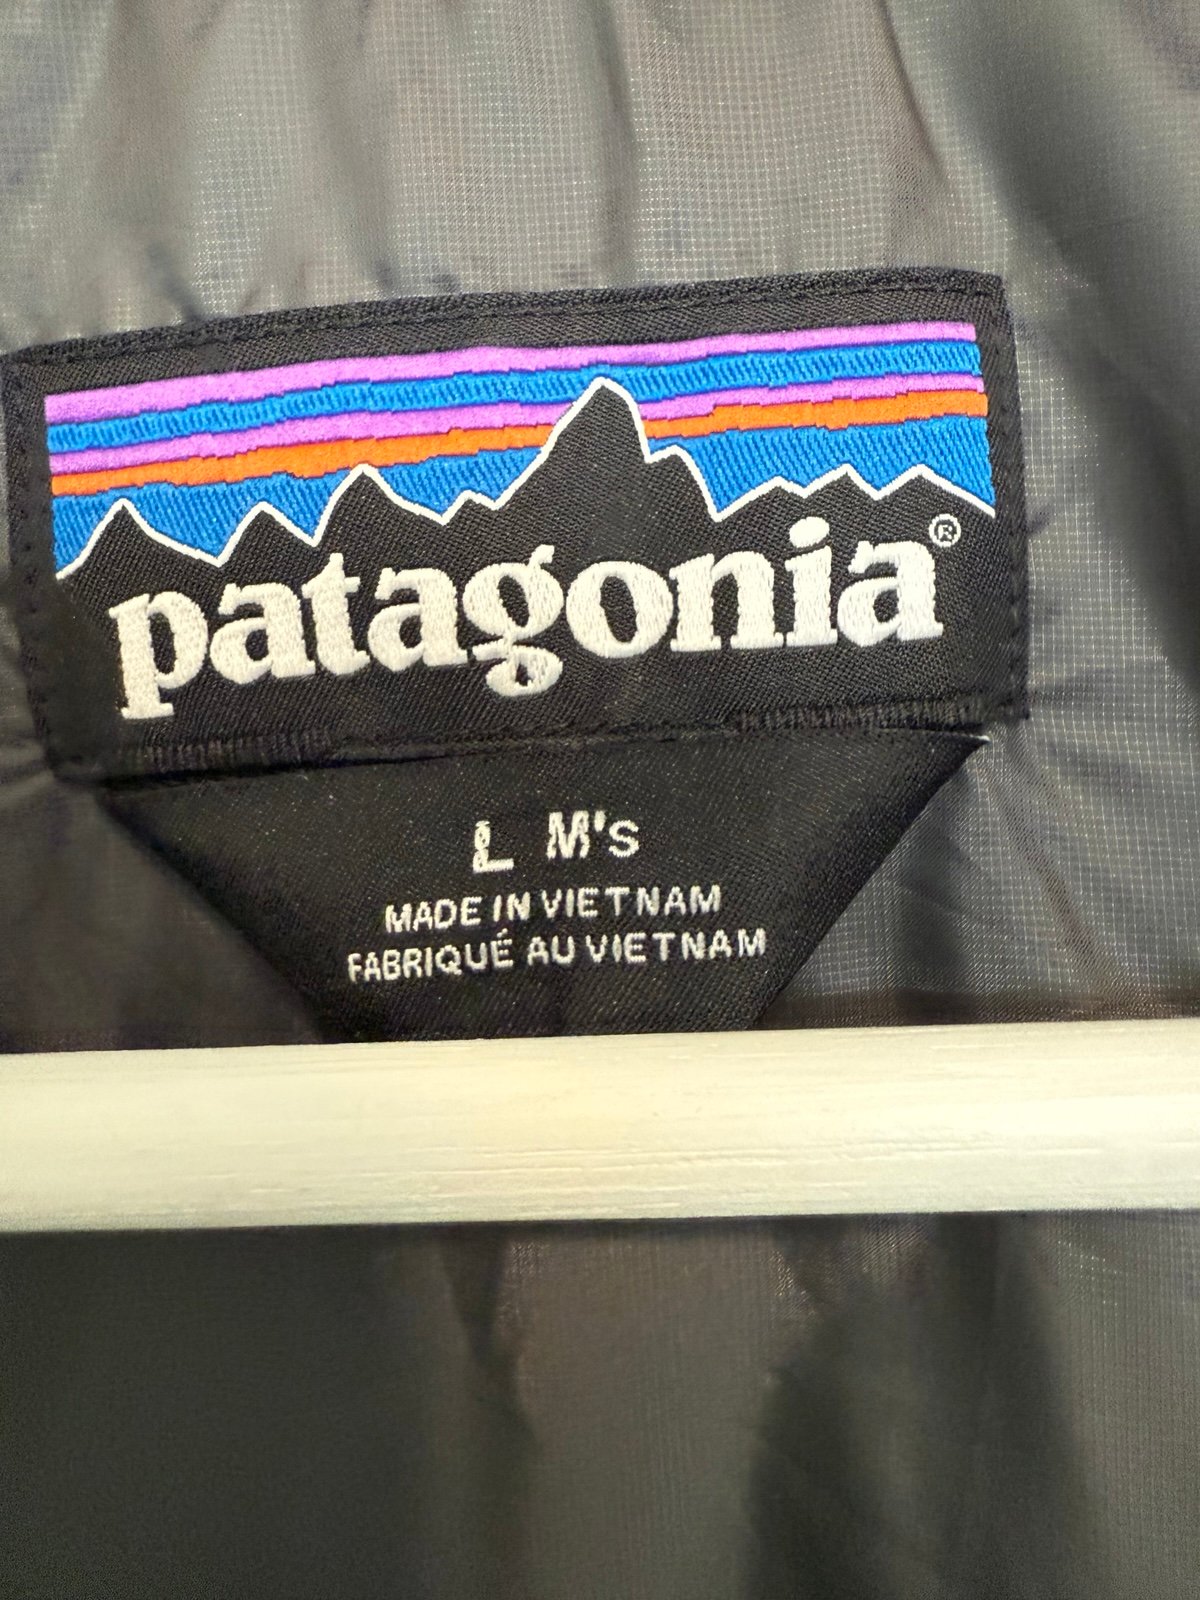 patagonia®
L M's
MADE IN VIETNAM
FABRIQUÉ AU VIETNAM